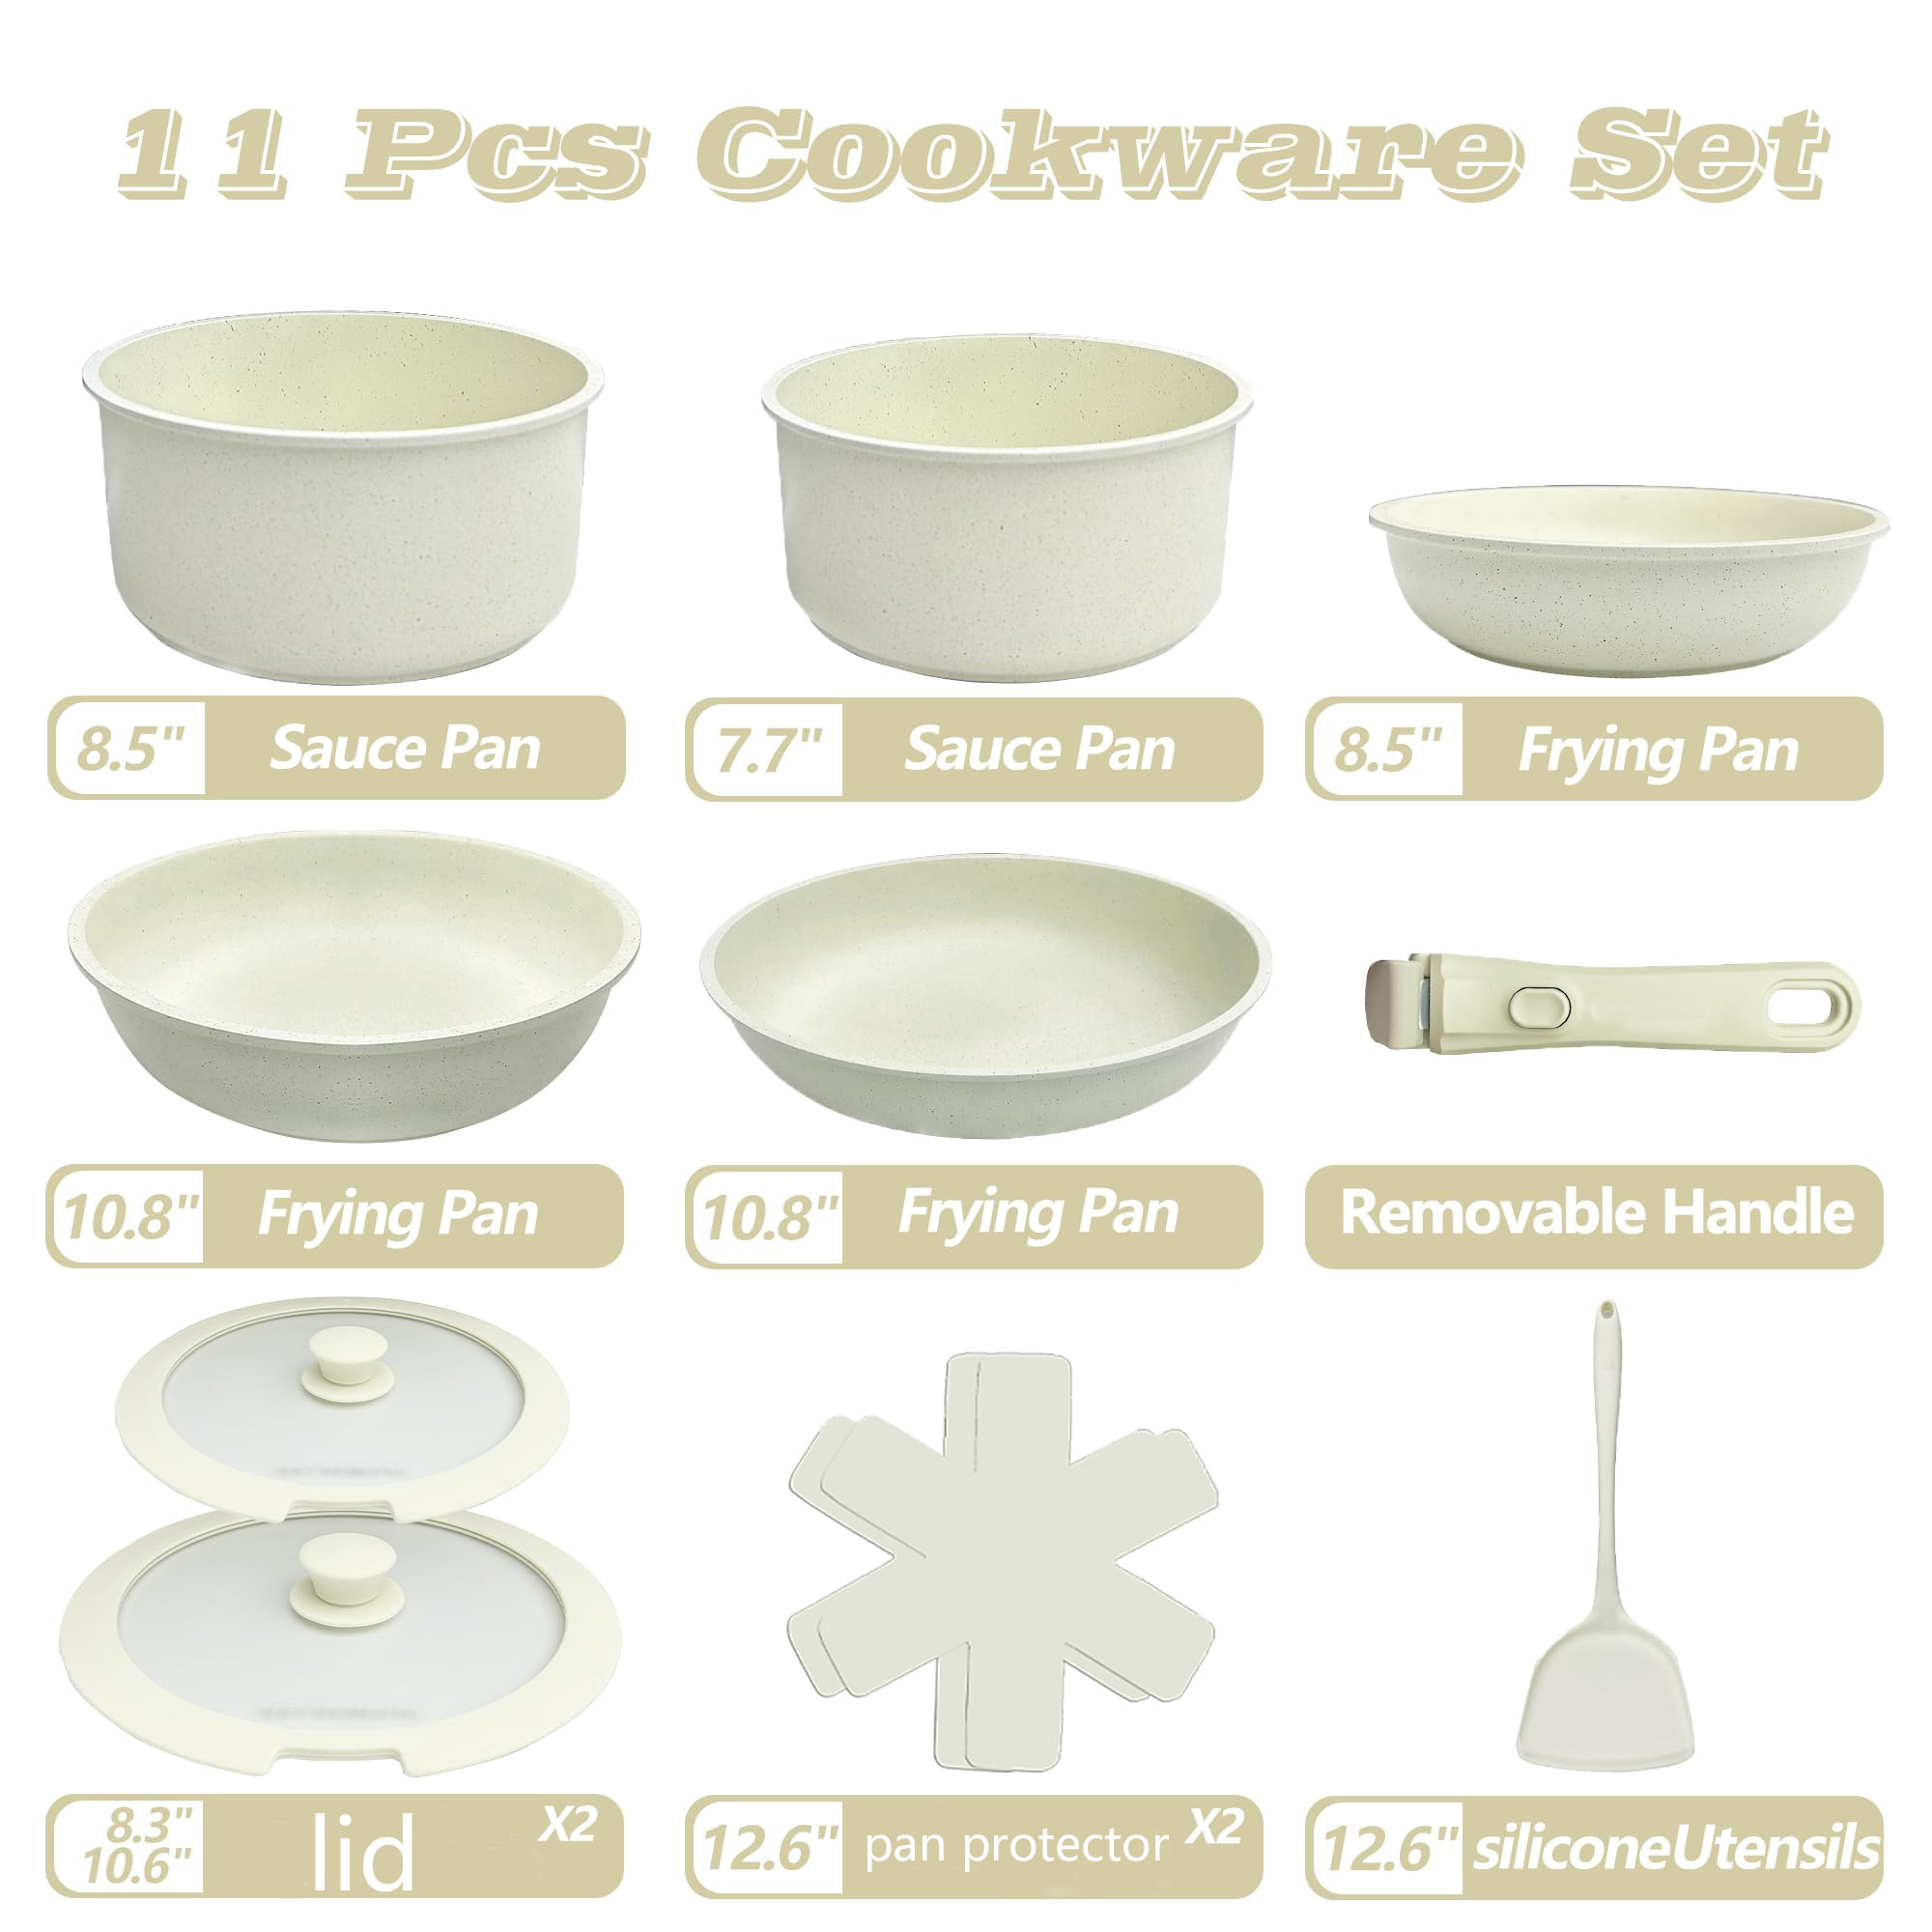 11 Pcs Cookware Set
8.5" Sauce Pan
7.7" Sauce Pan
8.5" Frying Pan
10.8" Frying Pan
10.8" Frying Pan
Removable Handle
8.3"
10.6"
lid X2
12.6" pan protector X2
12.6" siliconeUtensils